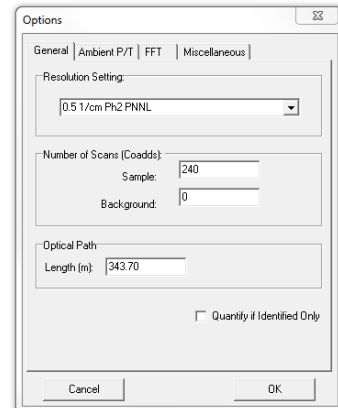 Options
General Ambient P/T FFT Miscellaneous
Resolution Setting:
0.5 1/cm Ph2 PNNL
Number of Scans (Coadds):
Sample: 240
Background: 0
Optical Path
Length (m): 343.70
Quantify if Identified Only
Cancel OK